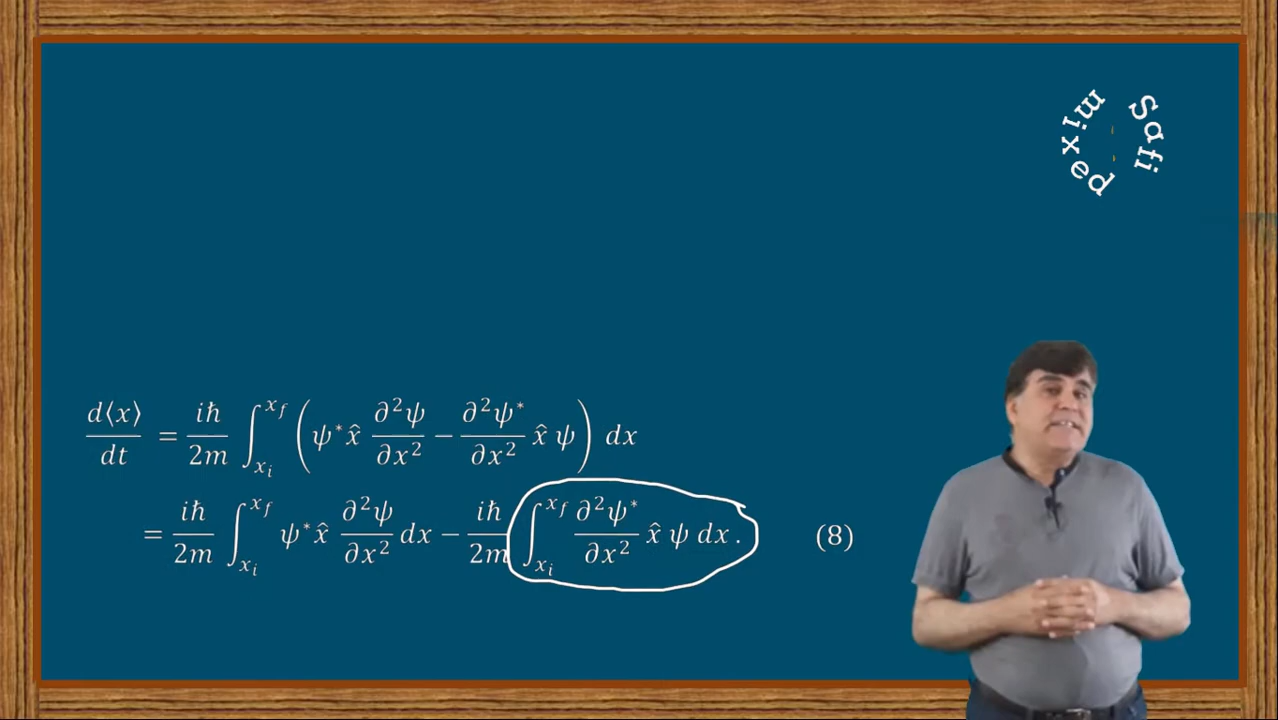 Safi
mixed
d⟨x⟩/dt = iħ/2m ∫_{x_i}^{x_f} (ψ* x̂ ∂²ψ/∂x² − ∂²ψ*/∂x² x̂ ψ) dx
= iħ/2m ∫_{x_i}^{x_f} ψ* x̂ ∂²ψ/∂x² dx − iħ/2m ∫_{x_i}^{x_f} ∂²ψ*/∂x² x̂ ψ dx. (8)